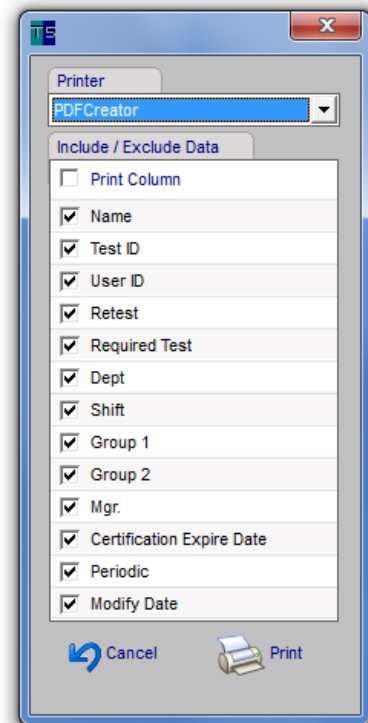 TS
Printer
PDFCreator
Include / Exclude Data
Print Column
Name
Test ID
User ID
Retest
Required Test
Dept
Shift
Group 1
Group 2
Mgr.
Certification Expire Date
Periodic
Modify Date
Cancel
Print